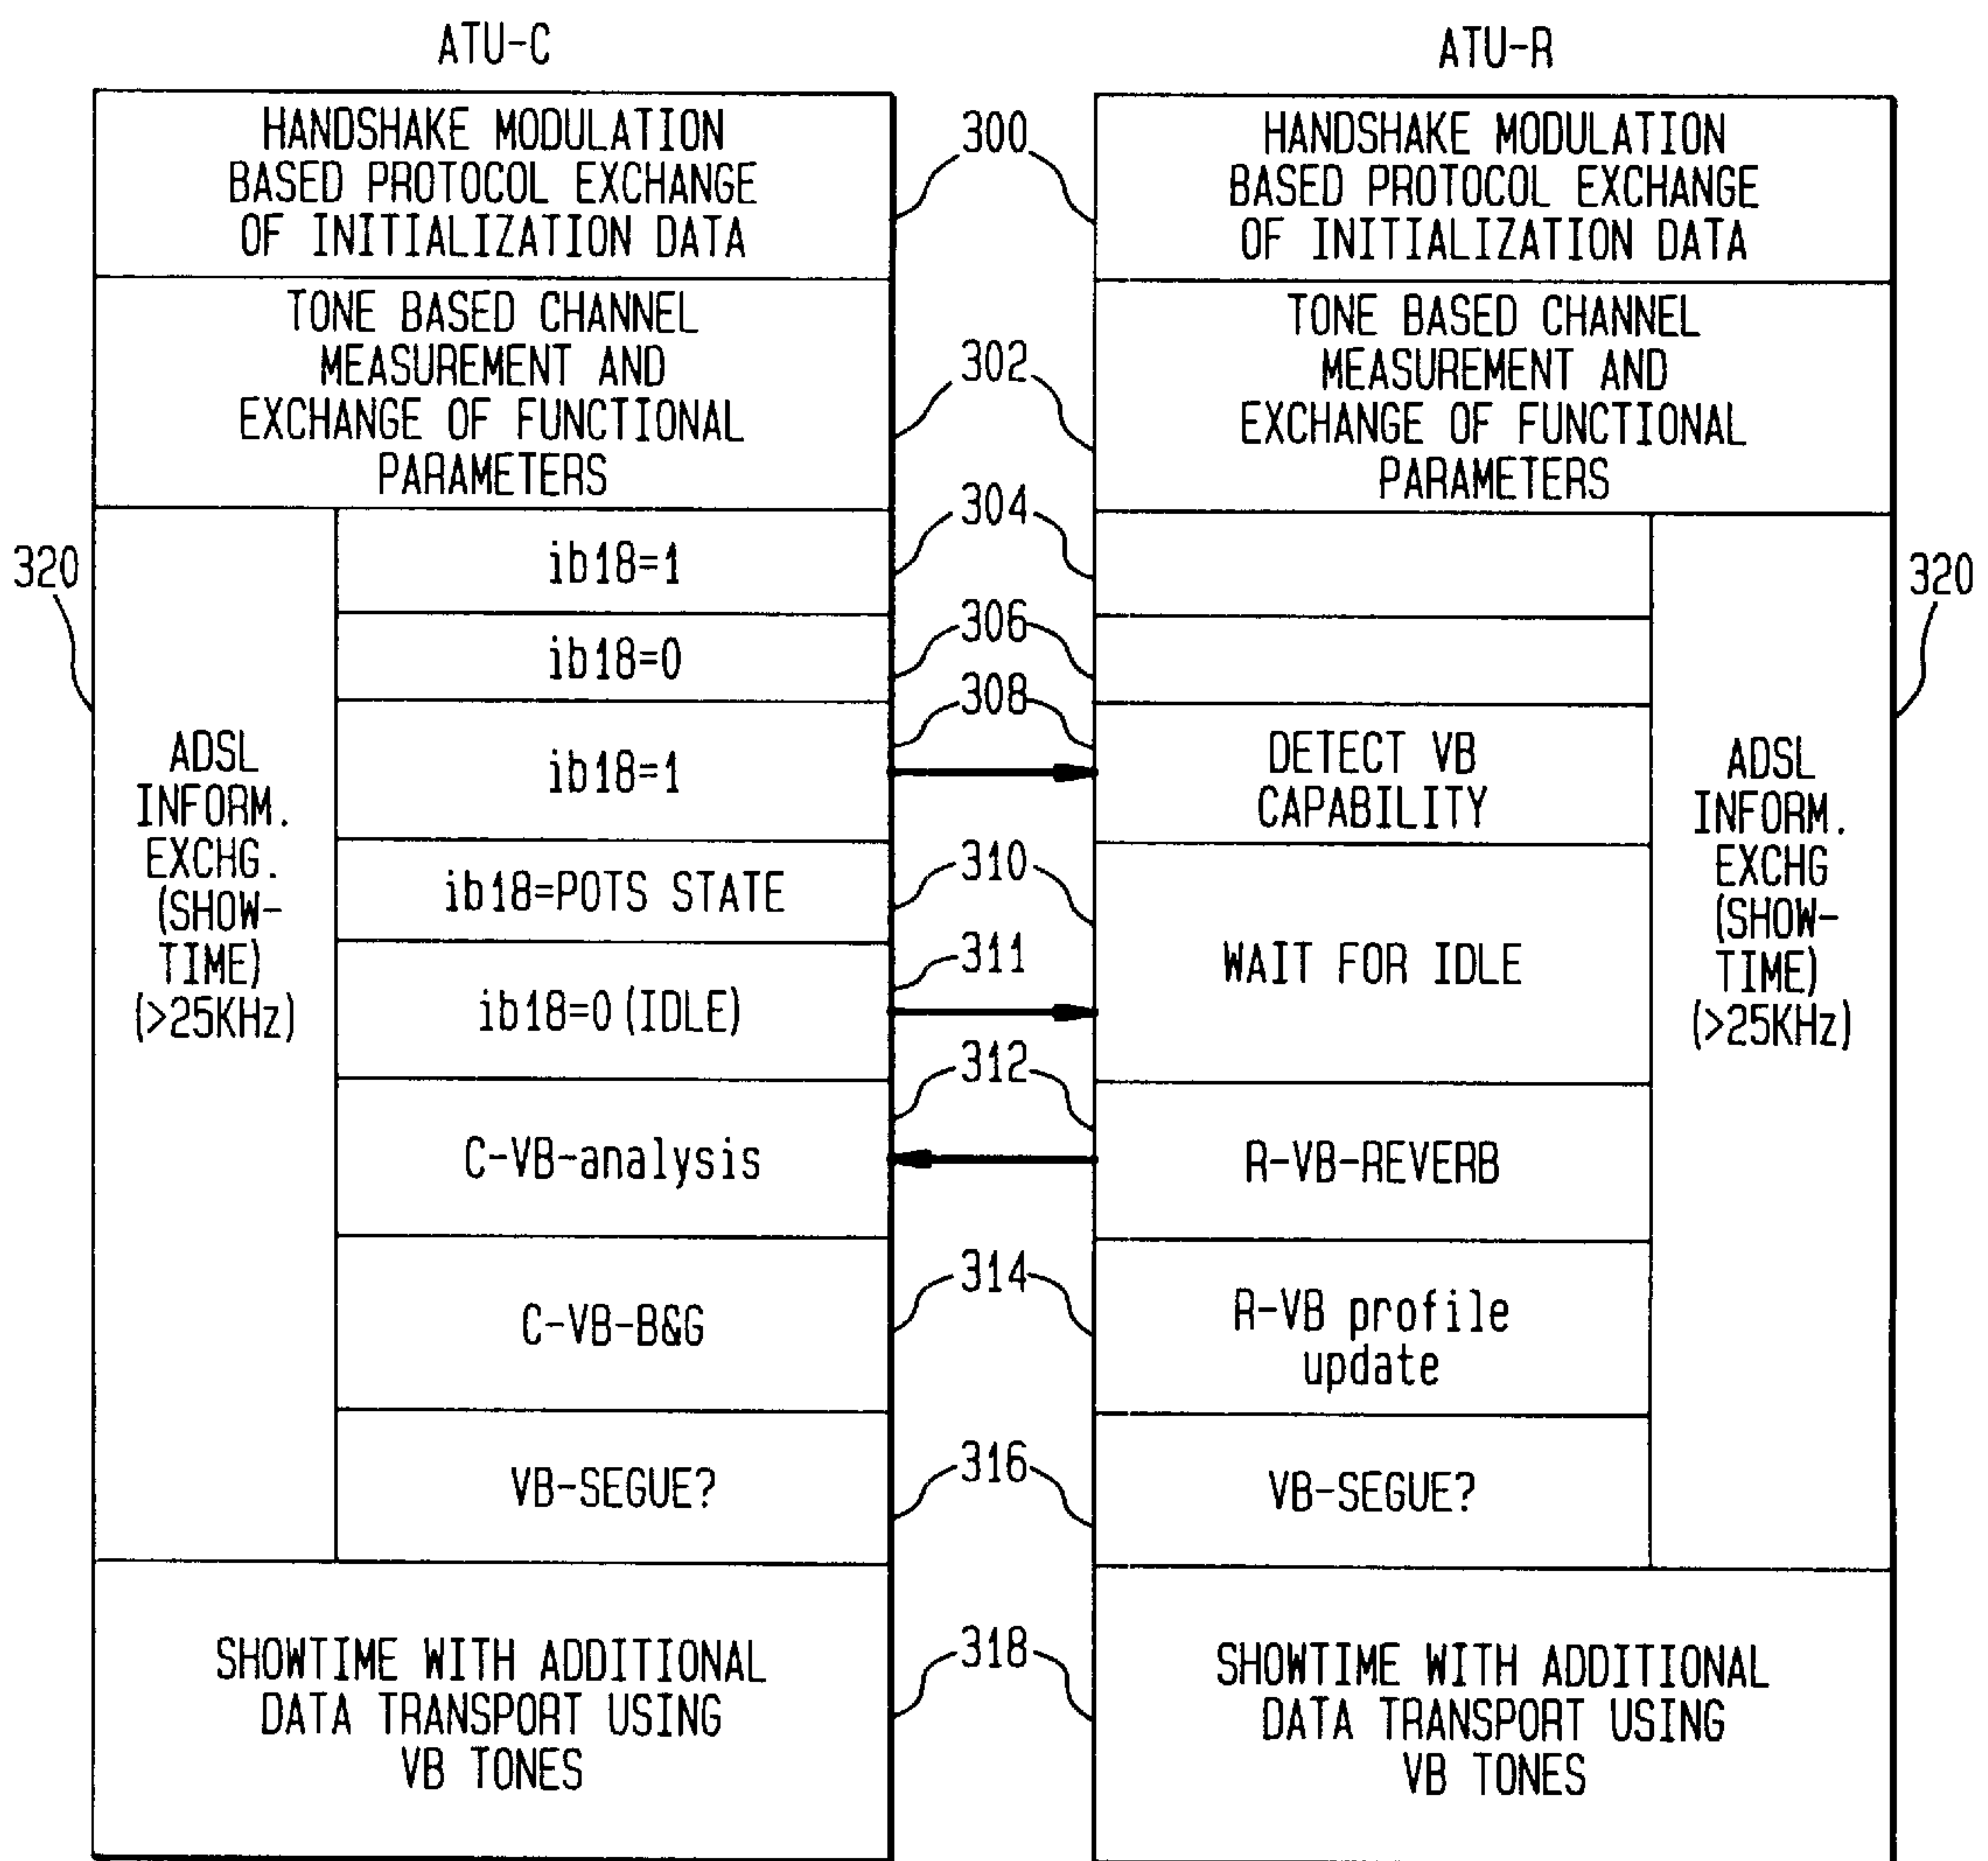 ATU-C
HANDSHAKE MODULATION
BASED PROTOCOL EXCHANGE
OF INITIALIZATION DATA
TONE BASED CHANNEL
MEASUREMENT AND
EXCHANGE OF FUNCTIONAL
PARAMETERS
320
ADSL
INFORM.
EXCHG.
(SHOW-
TIME)
(>25KHz)
ib18=1
ib18=0
ib18=1
ib18=POTS STATE
ib18=0 (IDLE)
C-VB-analysis
C-VB-B&G
VB-SEGUE?
SHOWTIME WITH ADDITIONAL
DATA TRANSPORT USING
VB TONES
300
302
304
306
308
310
311
312
314
316
318
ATU-R
HANDSHAKE MODULATION
BASED PROTOCOL EXCHANGE
OF INITIALIZATION DATA
TONE BASED CHANNEL
MEASUREMENT AND
EXCHANGE OF FUNCTIONAL
PARAMETERS
DETECT VB
CAPABILITY
WAIT FOR IDLE
R-VB-REVERB
R-VB profile
update
VB-SEGUE?
ADSL
INFORM.
EXCHG
(SHOW-
TIME)
(>25KHz)
320
SHOWTIME WITH ADDITIONAL
DATA TRANSPORT USING
VB TONES